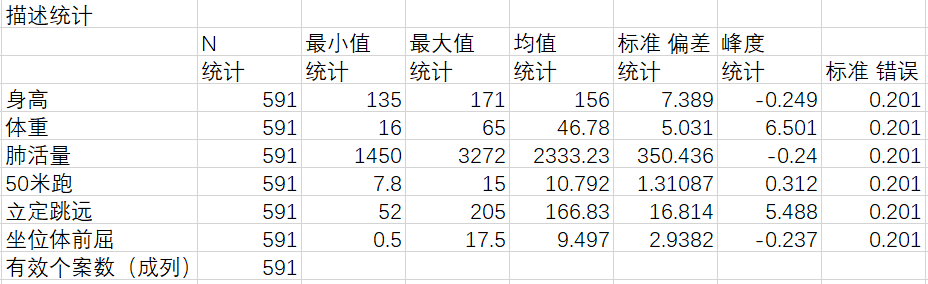 描述统计
N 最小值 最大值 均值 标准 偏差 峰度
统计 统计 统计 统计 统计 统计 标准 错误
身高 591 135 171 156 7.389 -0.249 0.201
体重 591 16 65 46.78 5.031 6.501 0.201
肺活量 591 1450 3272 2333.23 350.436 -0.24 0.201
50米跑 591 7.8 15 10.792 1.31087 0.312 0.201
立定跳远 591 52 205 166.83 16.814 5.488 0.201
坐位体前屈 591 0.5 17.5 9.497 2.9382 -0.237 0.201
有效个案数（成列） 591